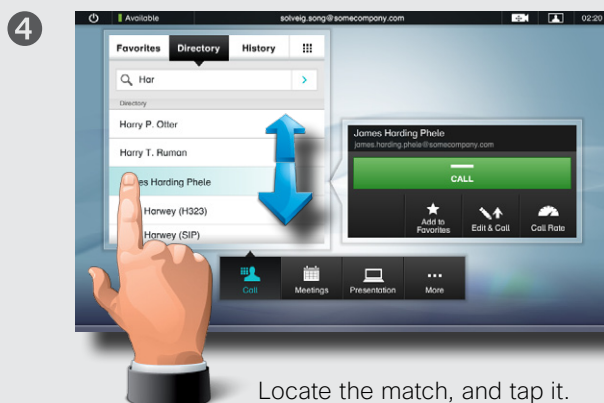 4
Available solveig.song@somecompany.com 02:20
Favorites Directory History
Har
Directory
Harry P. Otter
Harry T. Ruman
es Harding Phele
Harwey (H323)
Harwey (SIP)
James Harding Phele
james.harding.phele@somecompany.com
CALL
Add to Favorites Edit & Call Call Rate
Call Meetings Presentation More
Locate the match, and tap it.